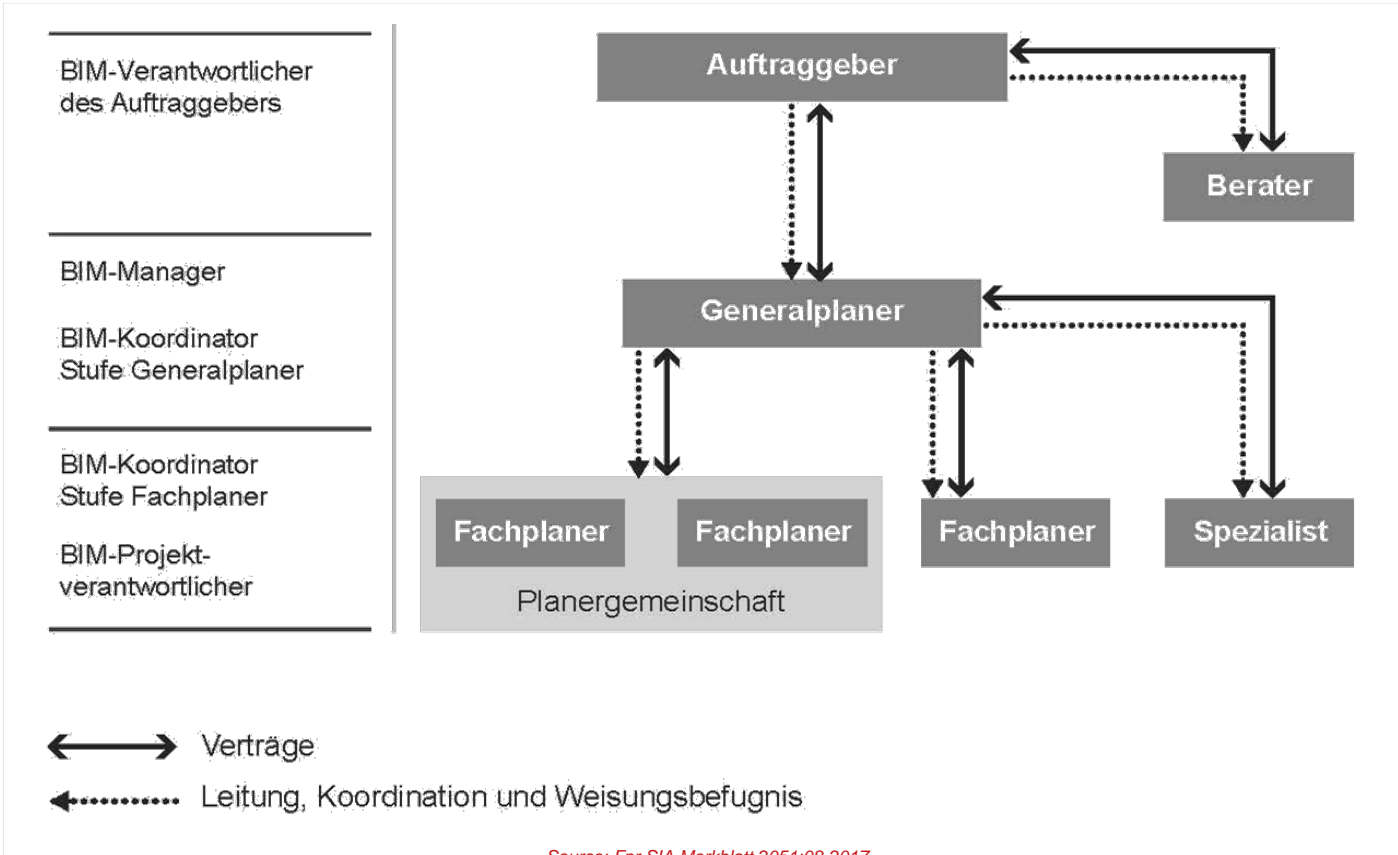 BIM-Verantwortlicher
des Auftraggebers
Auftraggeber
Berater
BIM-Manager
BIM-Koordinator
Stufe Generalplaner
Generalplaner
BIM-Koordinator
Stufe Fachplaner
BIM-Projekt-
verantwortlicher
Fachplaner
Fachplaner
Fachplaner
Spezialist
Planergemeinschaft
Verträge
Leitung, Koordination und Weisungsbefugnis